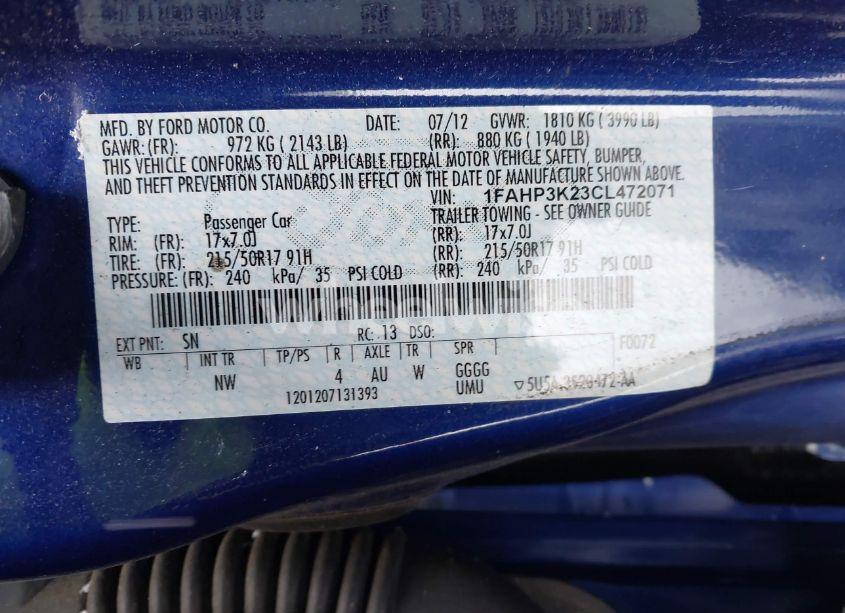 MFD. BY FORD MOTOR CO. DATE: 07/12 GVWR: 1810 KG ( 3990 LB)
GAWR: (FR): 972 KG ( 2143 LB) (RR): 880 KG ( 1940 LB)
THIS VEHICLE CONFORMS TO ALL APPLICABLE FEDERAL MOTOR VEHICLE SAFETY, BUMPER,
AND THEFT PREVENTION STANDARDS IN EFFECT ON THE DATE OF MANUFACTURE SHOWN ABOVE.
VIN: 1FAHP3K23CL472071
TYPE: Passenger Car TRAILER TOWING - SEE OWNER GUIDE
RIM: (FR): 17x7.0J (RR): 17x7.0J
TIRE: (FR): 215/50R17 91H (RR): 215/50R17 91H
PRESSURE: (FR): 240 kPa/ 35 PSI COLD (RR): 240 kPa/ 35 PSI COLD
EXT PNT: SN RC: 13 DSO: F0072
WB INT TR TP/PS R AXLE TR SPR
NW 4 AU W GGGG
1201207131393 UMU